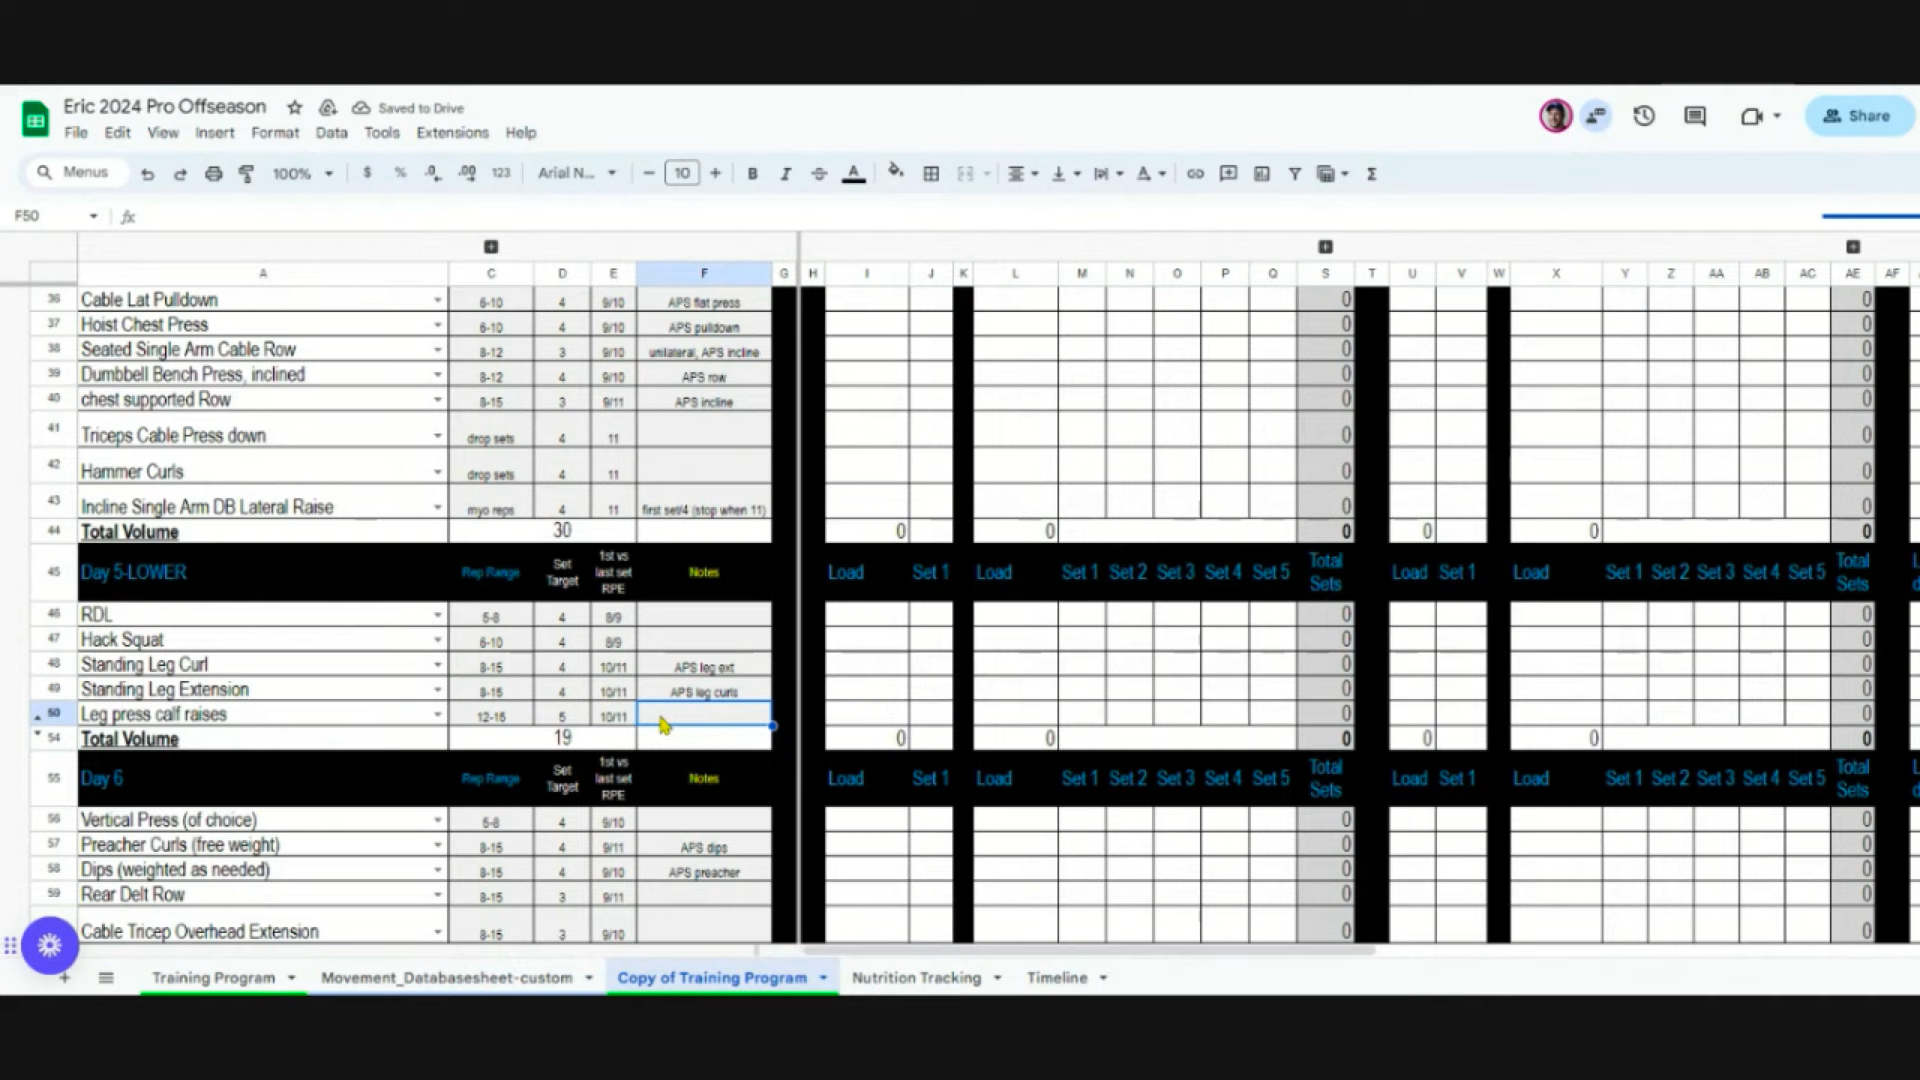 Eric 2024 Pro Offseason Saved to Drive
File Edit View Insert Format Data Tools Extensions Help Share
Menus 100% $ % .0 .00 123 Arial N... 10 B I
F50 fx
A C D E F G H I J K L M N O P Q S T U V W X Y Z AA AB AC AE AF
36 Cable Lat Pulldown 6-10 4 9/10 APS flat press 0 0
37 Hoist Chest Press 6-10 4 9/10 APS pulldown 0 0
38 Seated Single Arm Cable Row 8-12 3 9/10 unilateral, APS incline 0 0
39 Dumbbell Bench Press, inclined 8-12 4 9/10 APS row 0 0
40 chest supported Row 8-15 3 9/11 APS incline 0 0
41 Triceps Cable Press down drop sets 4 11 0 0
42 Hammer Curls drop sets 4 11 0 0
43 Incline Single Arm DB Lateral Raise myo reps 4 11 first set/4 (stop when 11) 0 0
44 Total Volume 30 0 0 0 0 0 0
45 Day 5-LOWER Rep Range Set Target 1st vs last set RPE Notes Load Set 1 Load Set 1 Set 2 Set 3 Set 4 Set 5 Total Sets Load Set 1 Load Set 1 Set 2 Set 3 Set 4 Set 5 Total Sets
46 RDL 5-8 4 8/9 0 0
47 Hack Squat 6-10 4 8/9 0 0
48 Standing Leg Curl 8-15 4 10/11 APS leg ext 0 0
49 Standing Leg Extension 8-15 4 10/11 APS leg curls 0 0
50 Leg press calf raises 12-15 5 10/11 0 0
54 Total Volume 19 0 0 0 0 0 0
55 Day 6 Rep Range Set Target 1st vs last set RPE Notes Load Set 1 Load Set 1 Set 2 Set 3 Set 4 Set 5 Total Sets Load Set 1 Load Set 1 Set 2 Set 3 Set 4 Set 5 Total Sets
56 Vertical Press (of choice) 5-8 4 9/10 0 0
57 Preacher Curls (free weight) 8-15 4 9/11 APS dips 0 0
58 Dips (weighted as needed) 8-15 4 9/10 APS preacher 0 0
59 Rear Delt Row 8-15 3 9/11 0 0
Cable Tricep Overhead Extension 8-15 3 9/10 0 0
Training Program Movement_Databasesheet-custom Copy of Training Program Nutrition Tracking Timeline